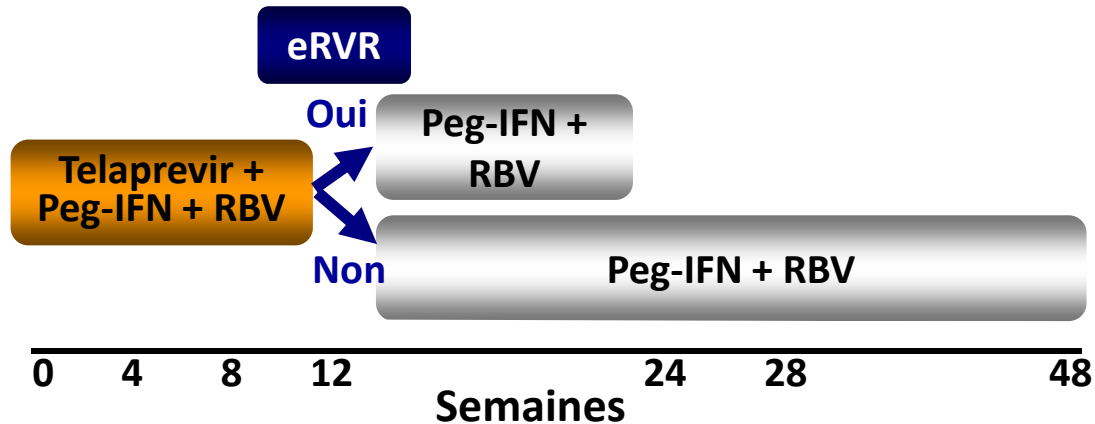 eRVR
Oui
Peg-IFN +
RBV
Telaprevir +
Peg-IFN + RBV
Non
Peg-IFN + RBV
0 4 8 12 24 28 48
Semaines